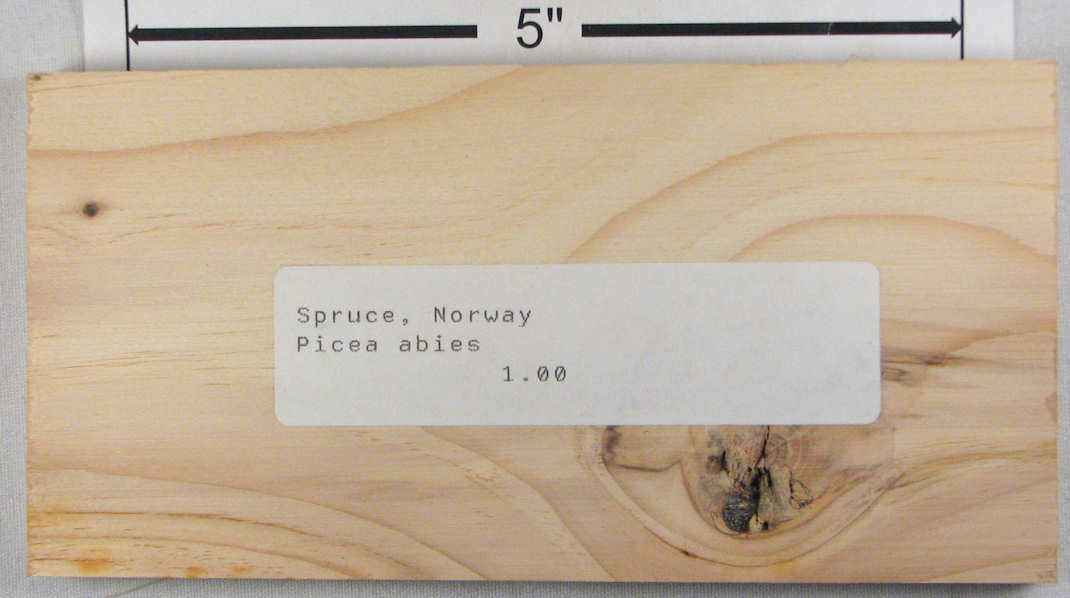 5"
Spruce, Norway
Picea abies
1.00